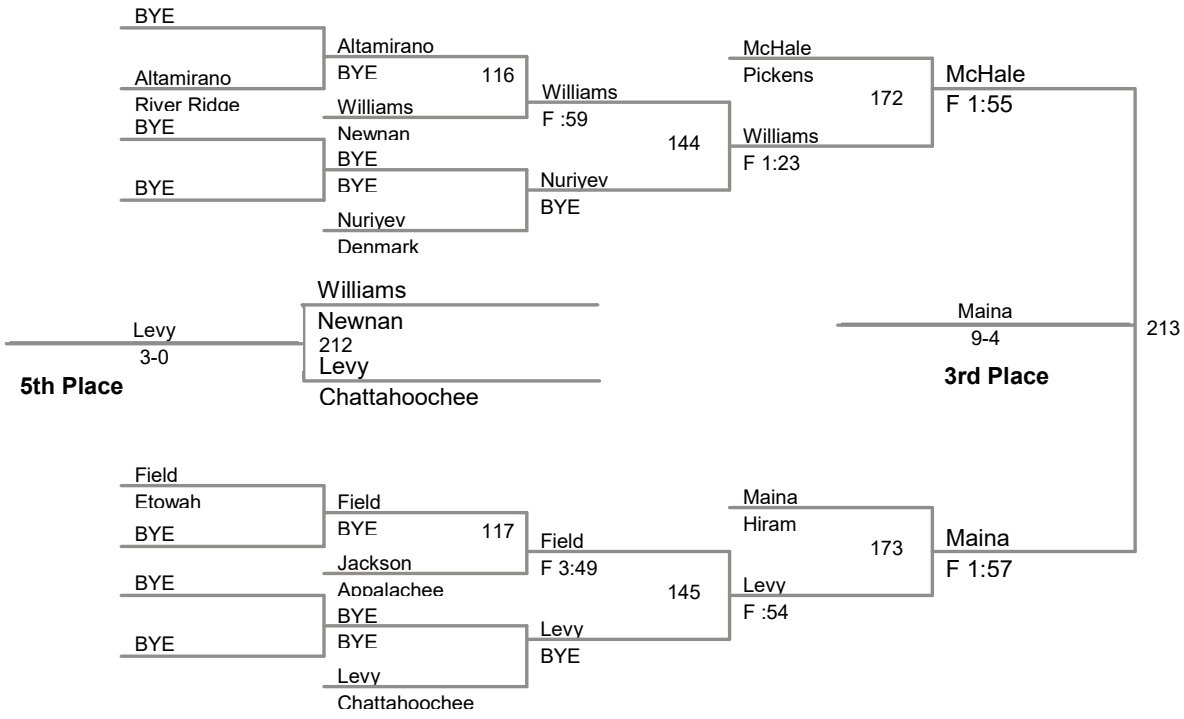 BYE
Altamirano
BYE
116
Altamirano
River Ridge
Williams
Newnan
Williams
F :59
BYE
BYE
BYE
BYE
Nuriyev
BYE
Nuriyev
Denmark
144
McHale
Pickens
172
Williams
F 1:23
McHale
F 1:55
Williams
Newnan
212
Levy
Chattahoochee
Levy
3-0
5th Place
Maina
9-4
3rd Place
213
Field
Etowah
BYE
Field
BYE
117
Jackson
Appalachee
Field
F 3:49
BYE
BYE
BYE
BYE
Levy
BYE
Levy
Chattahoochee
145
Maina
Hiram
173
Levy
F :54
Maina
F 1:57